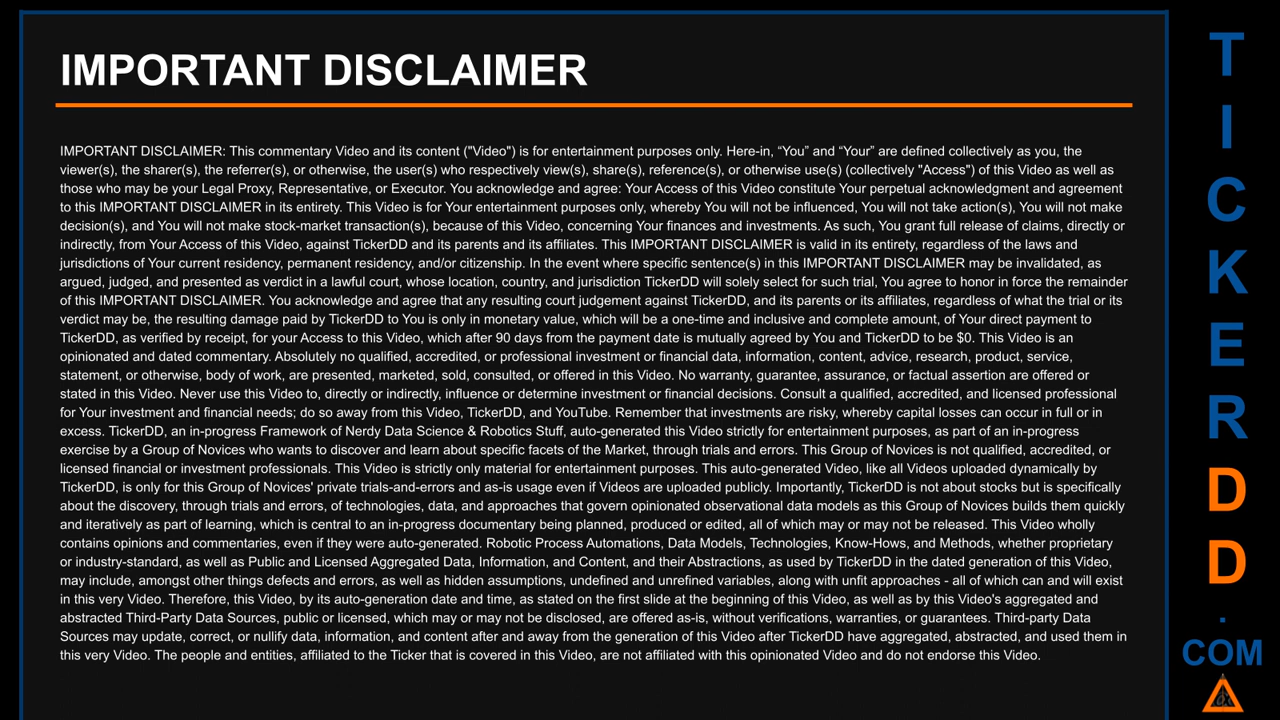 IMPORTANT DISCLAIMER
IMPORTANT DISCLAIMER: This commentary Video and its content ("Video") is for entertainment purposes only. Here-in, “You” and “Your” are defined collectively as you, the
viewer(s), the sharer(s), the referrer(s), or otherwise, the user(s) who respectively view(s), share(s), reference(s), or otherwise use(s) (collectively "Access") of this Video as well as
those who may be your Legal Proxy, Representative, or Executor. You acknowledge and agree: Your Access of this Video constitute Your perpetual acknowledgment and agreement
to this IMPORTANT DISCLAIMER in its entirety. This Video is for Your entertainment purposes only, whereby You will not be influenced, You will not take action(s), You will not make
decision(s), and You will not make stock-market transaction(s), because of this Video, concerning Your finances and investments. As such, You grant full release of claims, directly or
indirectly, from Your Access of this Video, against TickerDD and its parents and its affiliates. This IMPORTANT DISCLAIMER is valid in its entirety, regardless of the laws and
jurisdictions of Your current residency, permanent residency, and/or citizenship. In the event where specific sentence(s) in this IMPORTANT DISCLAIMER may be invalidated, as
argued, judged, and presented as verdict in a lawful court, whose location, country, and jurisdiction TickerDD will solely select for such trial, You agree to honor in force the remainder
of this IMPORTANT DISCLAIMER. You acknowledge and agree that any resulting court judgement against TickerDD, and its parents or its affiliates, regardless of what the trial or its
verdict may be, the resulting damage paid by TickerDD to You is only in monetary value, which will be a one-time and inclusive and complete amount, of Your direct payment to
TickerDD, as verified by receipt, for your Access to this Video, which after 90 days from the payment date is mutually agreed by You and TickerDD to be $0. This Video is an
opinionated and dated commentary. Absolutely no qualified, accredited, or professional investment or financial data, information, content, advice, research, product, service,
statement, or otherwise, body of work, are presented, marketed, sold, consulted, or offered in this Video. No warranty, guarantee, assurance, or factual assertion are offered or
stated in this Video. Never use this Video to, directly or indirectly, influence or determine investment or financial decisions. Consult a qualified, accredited, and licensed professional
for Your investment and financial needs; do so away from this Video, TickerDD, and YouTube. Remember that investments are risky, whereby capital losses can occur in full or in
excess. TickerDD, an in-progress Framework of Nerdy Data Science & Robotics Stuff, auto-generated this Video strictly for entertainment purposes, as part of an in-progress
exercise by a Group of Novices who wants to discover and learn about specific facets of the Market, through trials and errors. This Group of Novices is not qualified, accredited, or
licensed financial or investment professionals. This Video is strictly only material for entertainment purposes. This auto-generated Video, like all Videos uploaded dynamically by
TickerDD, is only for this Group of Novices' private trials-and-errors and as-is usage even if Videos are uploaded publicly. Importantly, TickerDD is not about stocks but is specifically
about the discovery, through trials and errors, of technologies, data, and approaches that govern opinionated observational data models as this Group of Novices builds them quickly
and iteratively as part of learning, which is central to an in-progress documentary being planned, produced or edited, all of which may or may not be released. This Video wholly
contains opinions and commentaries, even if they were auto-generated. Robotic Process Automations, Data Models, Technologies, Know-Hows, and Methods, whether proprietary
or industry-standard, as well as Public and Licensed Aggregated Data, Information, and Content, and their Abstractions, as used by TickerDD in the dated generation of this Video,
may include, amongst other things defects and errors, as well as hidden assumptions, undefined and unrefined variables, along with unfit approaches - all of which can and will exist
in this very Video. Therefore, this Video, by its auto-generation date and time, as stated on the first slide at the beginning of this Video, as well as by this Video's aggregated and
abstracted Third-Party Data Sources, public or licensed, which may or may not be disclosed, are offered as-is, without verifications, warranties, or guarantees. Third-party Data
Sources may update, correct, or nullify data, information, and content after and away from the generation of this Video after TickerDD have aggregated, abstracted, and used them in
this very Video. The people and entities, affiliated to the Ticker that is covered in this Video, are not affiliated with this opinionated Video and do not endorse this Video.
T
I
C
K
E
R
D
D
.
COM